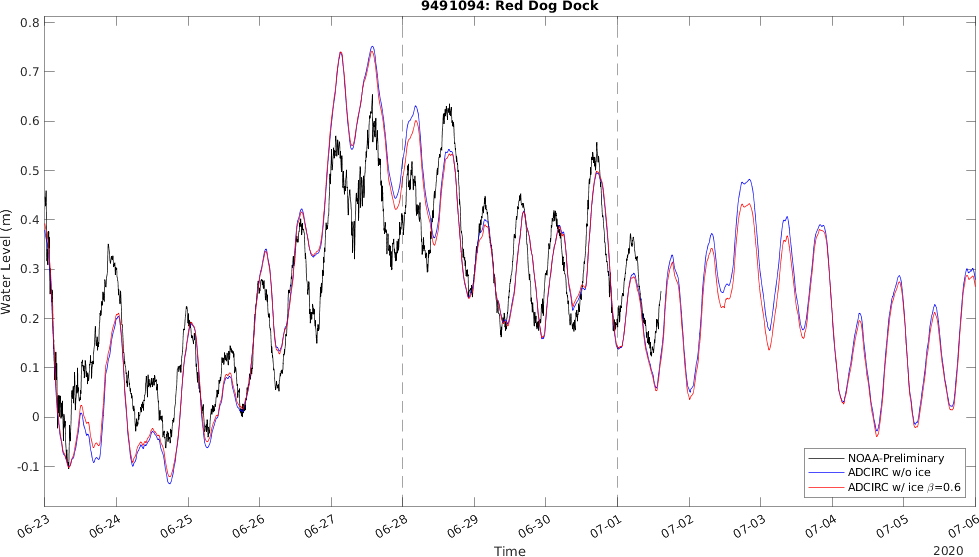 9491094: Red Dog Dock
0.8
0.7
0.6
0.5
0.4
0.3
0.2
0.1
0
-0.1
Water Level (m)
NOAA-Preliminary
ADCIRC w/o ice
ADCIRC w/ ice β=0.6
06-23 06-24 06-25 06-26 06-27 06-28 06-29 06-30 07-01 07-02 07-03 07-04 07-05 07-06
Time
2020